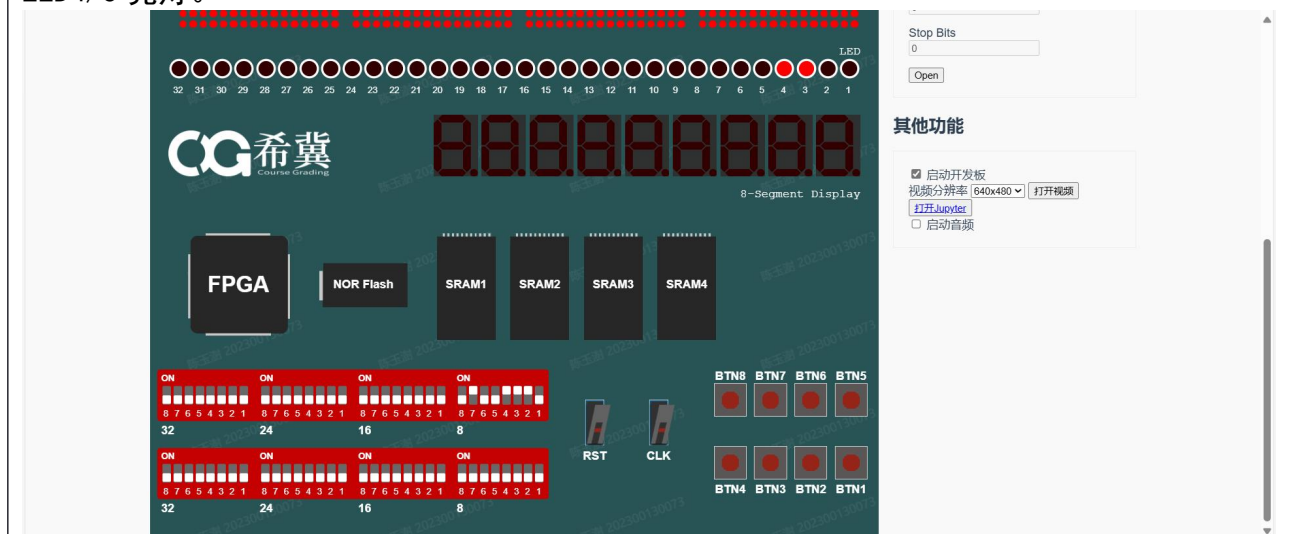 Stop Bits
0
LED
Open
32 31 30 29 28 27 26 25 24 23 22 21 20 19 18 17 16 15 14 13 12 11 10 9 8 7 6 5 4 3 2 1
其他功能
CG希冀
Course Grading
启动开发板
8-Segment Display
视频分辨率 640x480 打开视频
打开Jupyter
启动音频
FPGA
NOR Flash
SRAM1 SRAM2 SRAM3 SRAM4
BTN8 BTN7 BTN6 BTN5
ON ON ON ON
8 7 6 5 4 3 2 1 8 7 6 5 4 3 2 1 8 7 6 5 4 3 2 1 8 7 6 5 4 3 2 1
32 24 16 8
RST CLK
ON ON ON ON
8 7 6 5 4 3 2 1 8 7 6 5 4 3 2 1 8 7 6 5 4 3 2 1 8 7 6 5 4 3 2 1
BTN4 BTN3 BTN2 BTN1
32 24 16 8